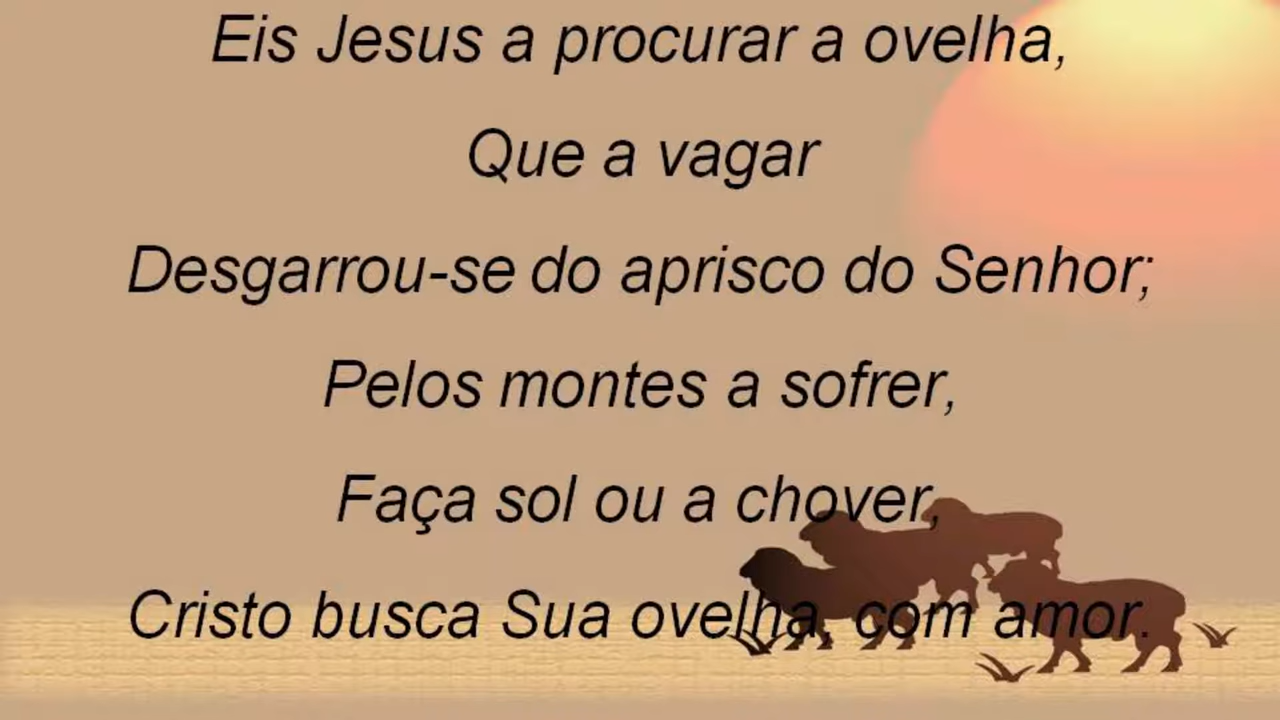 Eis Jesus a procurar a ovelha,
Que a vagar
Desgarrou-se do aprisco do Senhor;
Pelos montes a sofrer,
Faça sol ou a chover,
Cristo busca Sua ovelha, com amor.